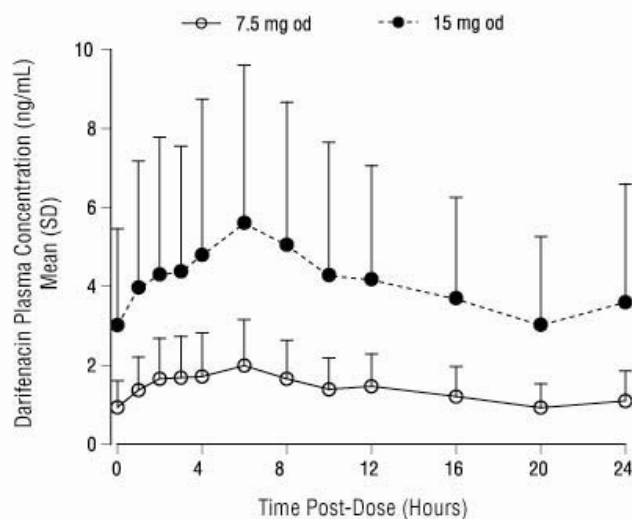 7.5 mg od 15 mg od
Darifenacin Plasma Concentration (ng/mL)
Mean (SD)
10
8
6
4
2
0
0 4 8 12 16 20 24
Time Post-Dose (Hours)